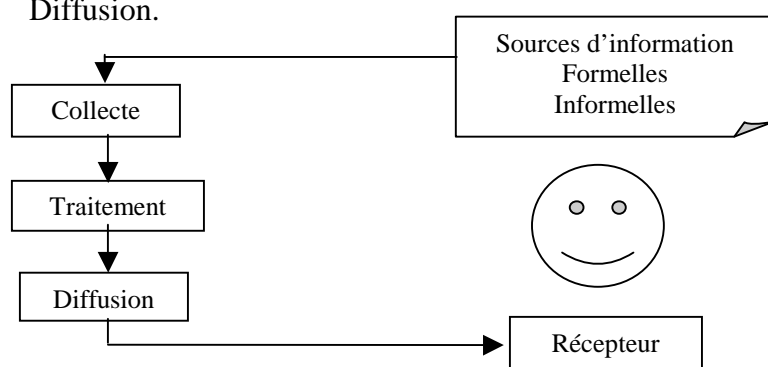 Diffusion.
Sources d'information
Formelles
Informelles
Collecte
Traitement
Diffusion
Récepteur